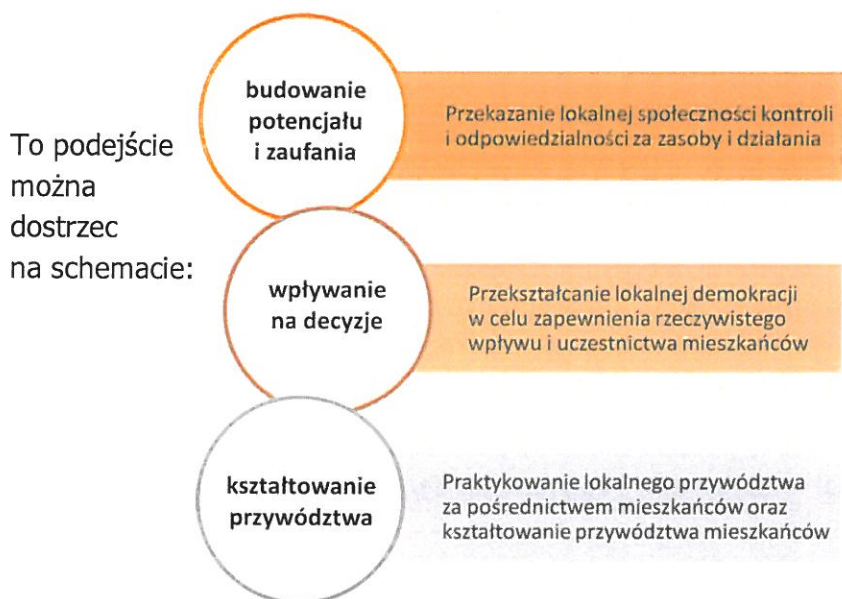 To podejście
można
dostrzec
na schemacie:
budowanie
potencjału
i zaufania
Przekazanie lokalnej społeczności kontroli
i odpowiedzialności za zasoby i działania
wpływanie
na decyzje
Przekształcanie lokalnej demokracji
w celu zapewnienia rzeczywistego
wpływu i uczestnictwa mieszkańców
kształtowanie
przywództwa
Praktykowanie lokalnego przywództwa
za pośrednictwem mieszkańców oraz
kształtowanie przywództwa mieszkańców